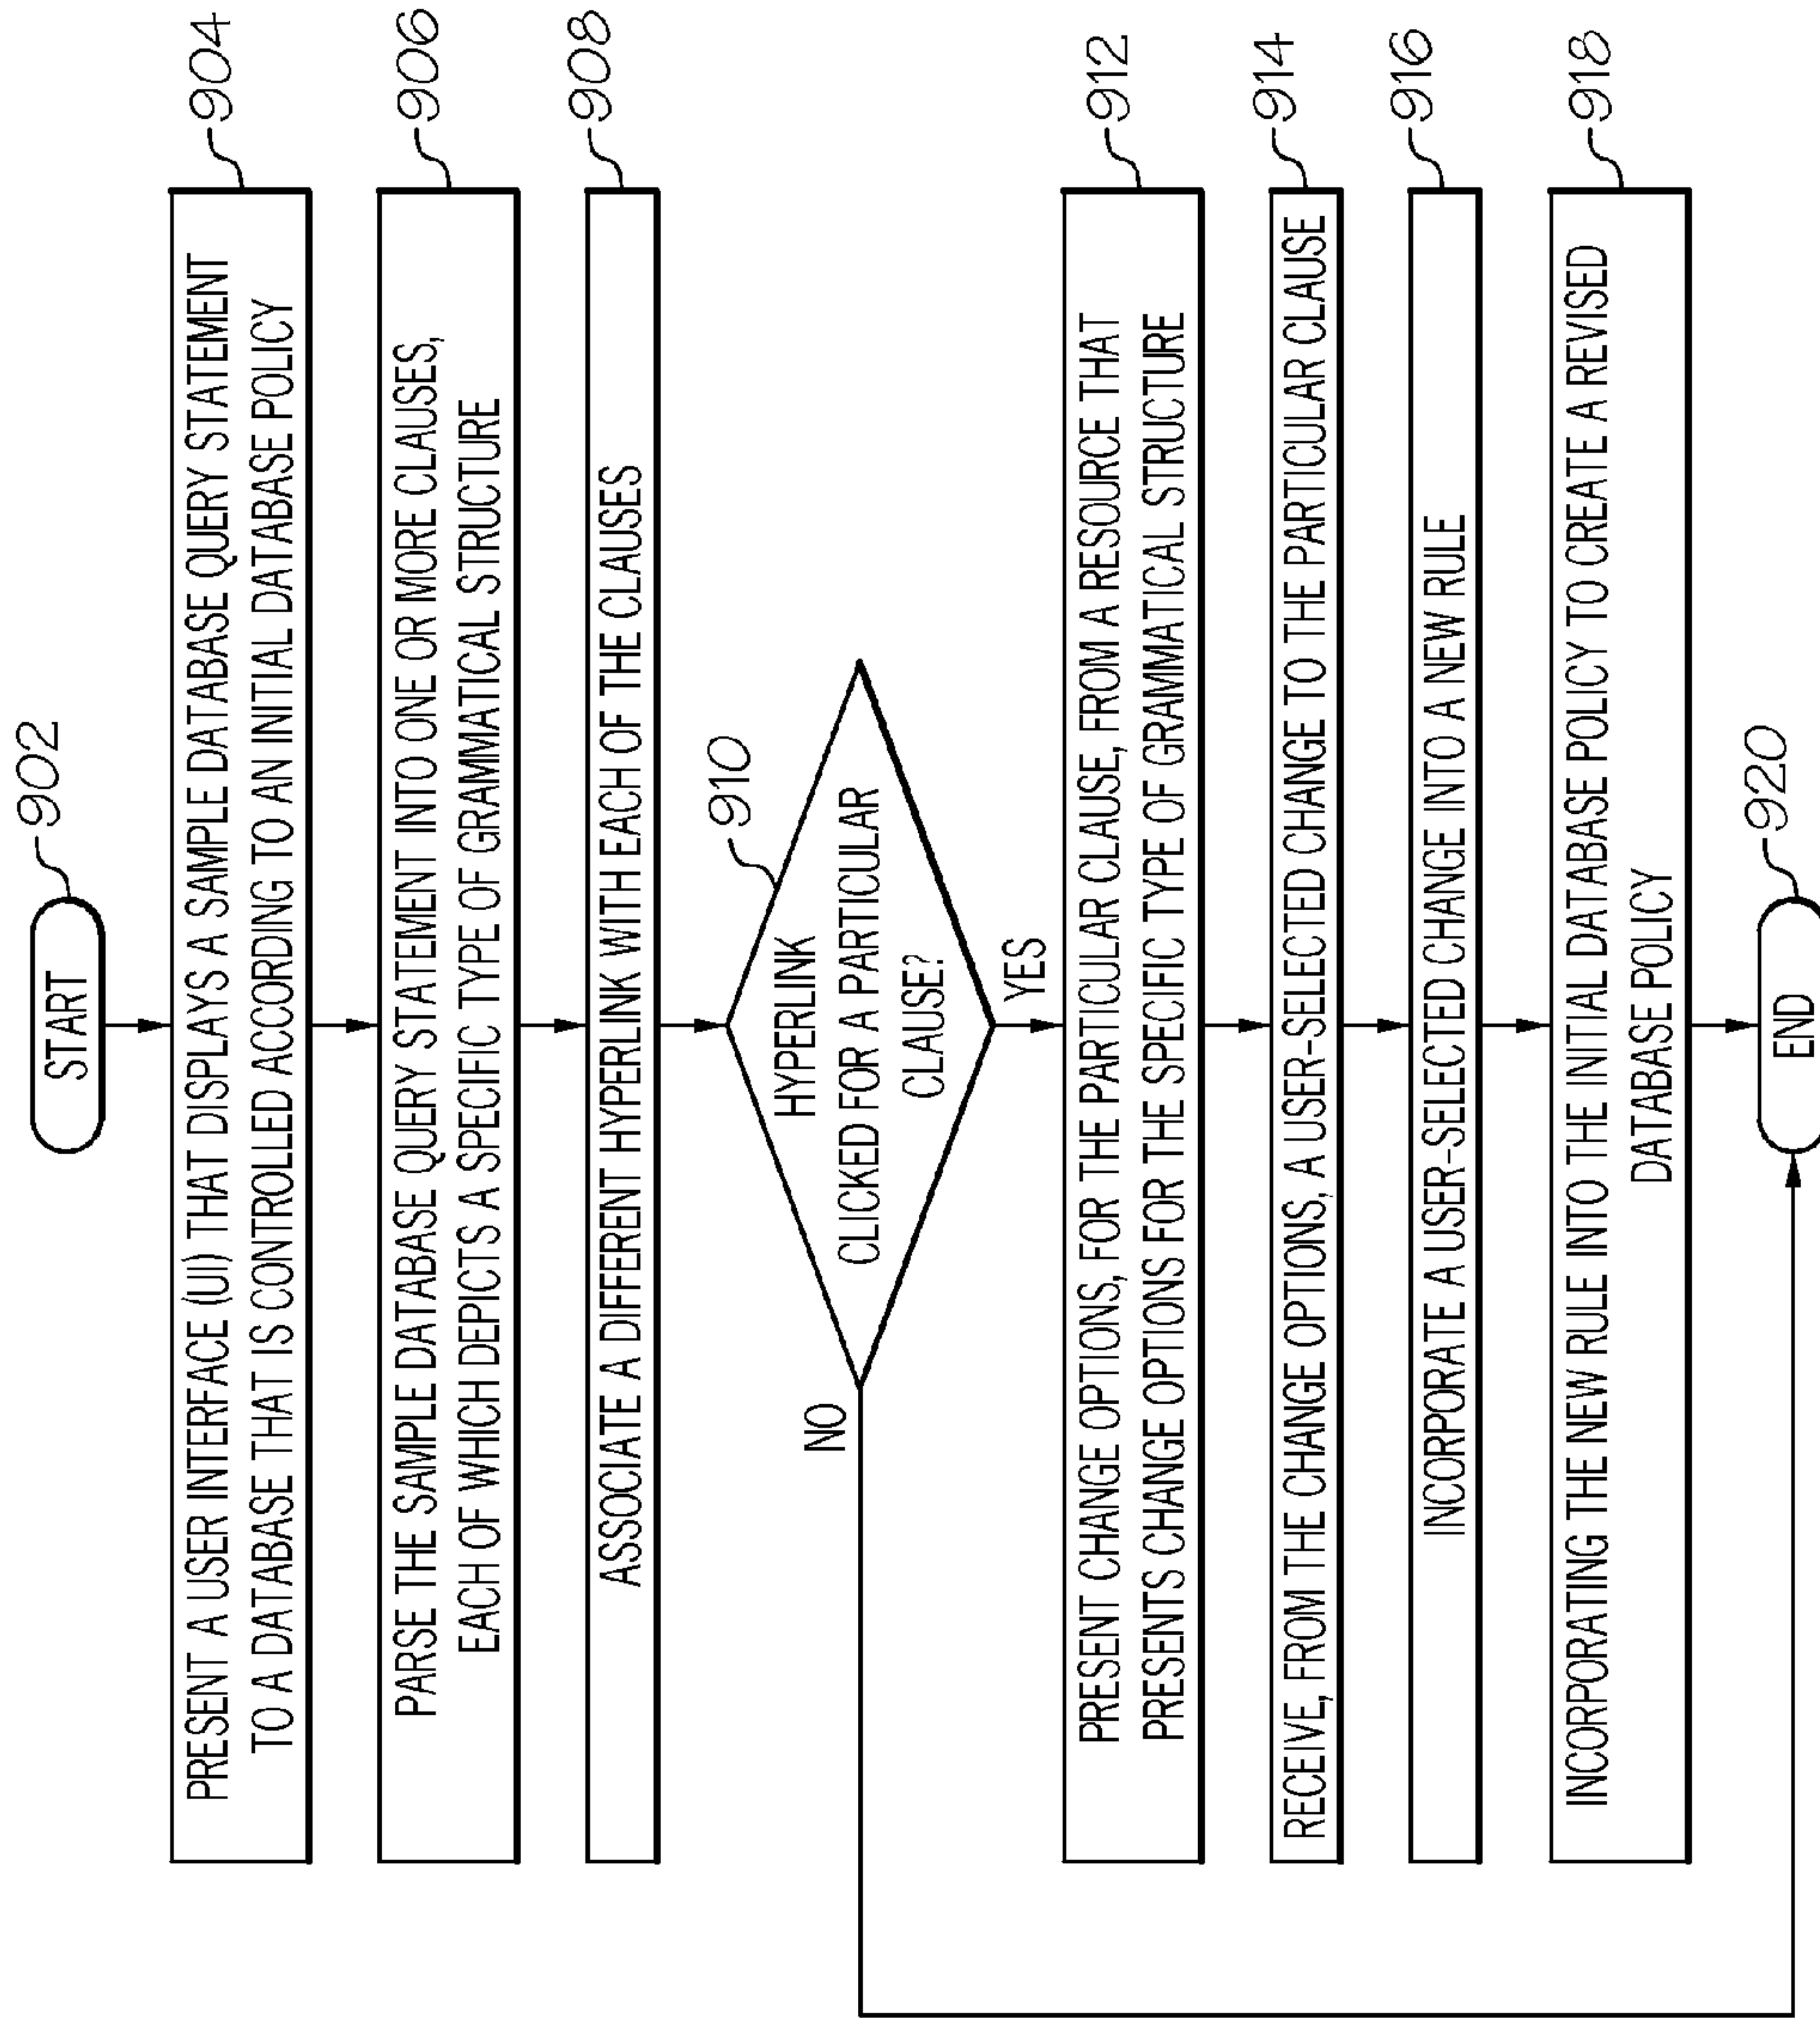 START
902
PRESENT A USER INTERFACE (UI) THAT DISPLAYS A SAMPLE DATABASE QUERY STATEMENT
TO A DATABASE THAT IS CONTROLLED ACCORDING TO AN INITIAL DATABASE POLICY
904
PARSE THE SAMPLE DATABASE QUERY STATEMENT INTO ONE OR MORE CLAUSES,
EACH OF WHICH DEPICTS A SPECIFIC TYPE OF GRAMMATICAL STRUCTURE
906
ASSOCIATE A DIFFERENT HYPERLINK WITH EACH OF THE CLAUSES
908
910
HYPERLINK
CLICKED FOR A PARTICULAR
CLAUSE?
NO
YES
PRESENT CHANGE OPTIONS, FOR THE PARTICULAR CLAUSE, FROM A RESOURCE THAT
PRESENTS CHANGE OPTIONS FOR THE SPECIFIC TYPE OF GRAMMATICAL STRUCTURE
912
RECEIVE, FROM THE CHANGE OPTIONS, A USER-SELECTED CHANGE TO THE PARTICULAR CLAUSE
914
INCORPORATE A USER-SELECTED CHANGE INTO A NEW RULE
916
INCORPORATING THE NEW RULE INTO THE INITIAL DATABASE POLICY TO CREATE A REVISED
DATABASE POLICY
918
END
920